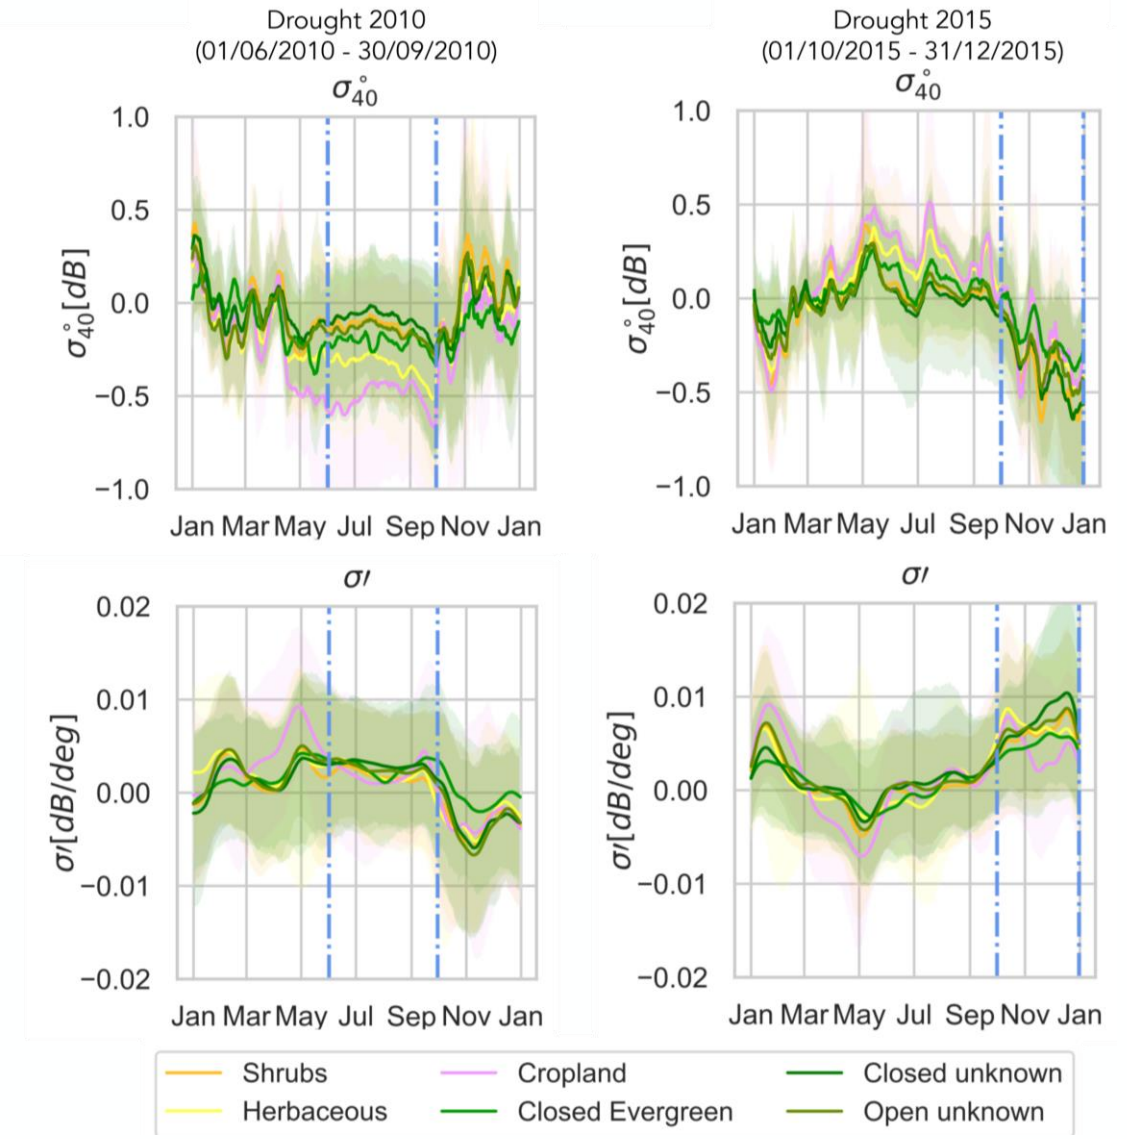 Drought 2010
(01/06/2010 - 30/09/2010)
σ°40
1.0
0.5
0.0
−0.5
−1.0
σ°40[dB]
Jan Mar May Jul Sep Nov Jan
Drought 2015
(01/10/2015 - 31/12/2015)
σ°40
1.0
0.5
0.0
−0.5
−1.0
σ°40[dB]
Jan Mar May Jul Sep Nov Jan
σ′
0.02
0.01
0.00
−0.01
−0.02
σ′[dB/deg]
Jan Mar May Jul Sep Nov Jan
σ′
0.02
0.01
0.00
−0.01
−0.02
σ′[dB/deg]
Jan Mar May Jul Sep Nov Jan
Shrubs Cropland Closed unknown
Herbaceous Closed Evergreen Open unknown